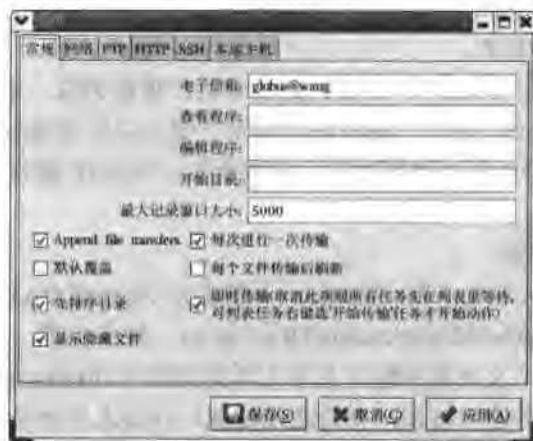 常规 网络 FTP HTTP SSH 本地主机
电子信箱: globus@wang
查看程序:
编辑程序:
开始目录:
最大记录窗口大小: 5000
Append file transfers 每次进行一次传输
默认覆盖 每个文件传输后刷新
先排序目录 即时传输(取消此项则所有任务先在列表里等待,
对列表任务右键选'开始传输'任务才开始动作)
显示隐藏文件
保存(S) 取消(C) 应用(A)